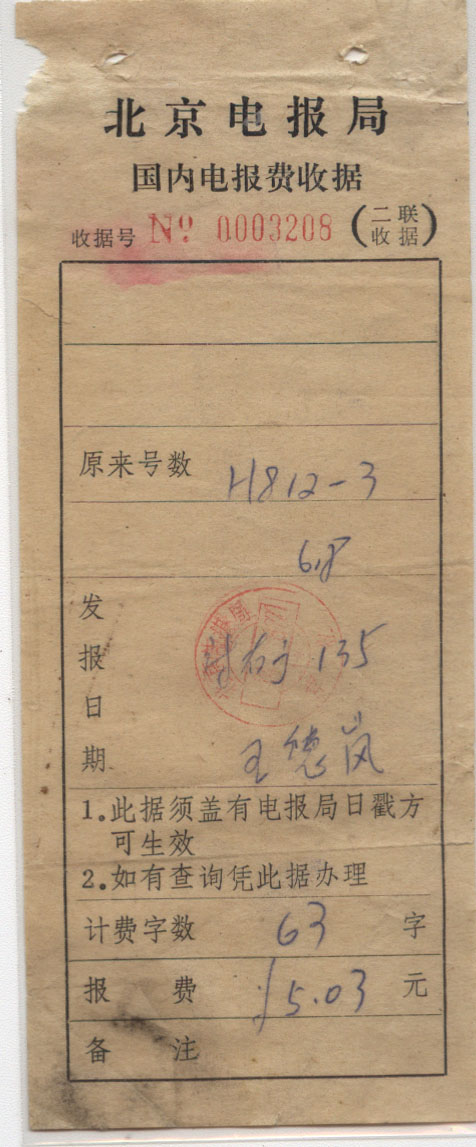 北京电报局
国内电报费收据
收据号 № 0003208 (二联收据)
原来号数 H812-3
6.8
发报日期
135
王德岚
1.此据须盖有电报局日戳方
可生效
2.如有查询凭此据办理
计费字数 63 字
报费 5.03 元
备注